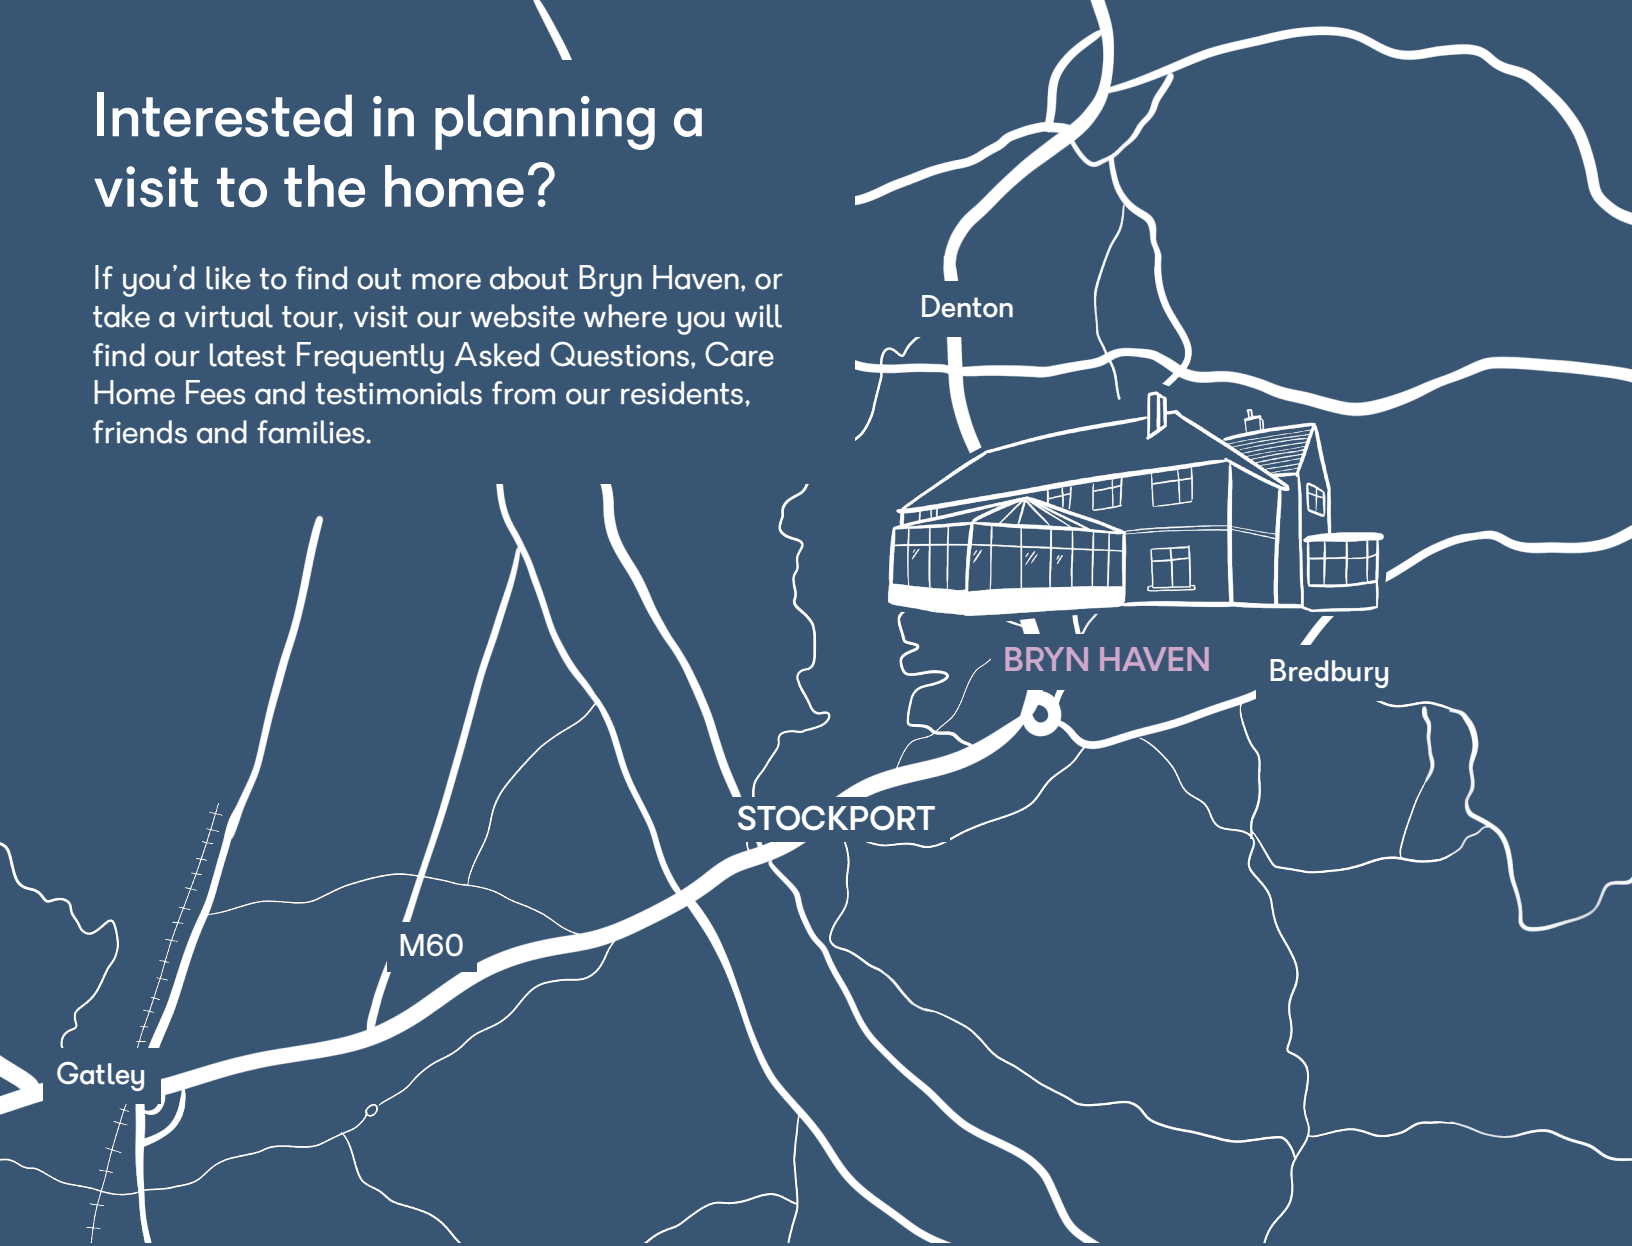 Interested in planning a
visit to the home?
If you’d like to find out more about Bryn Haven, or
take a virtual tour, visit our website where you will
find our latest Frequently Asked Questions, Care
Home Fees and testimonials from our residents,
friends and families.
Denton
BRYN HAVEN
Bredbury
STOCKPORT
M60
Gatley